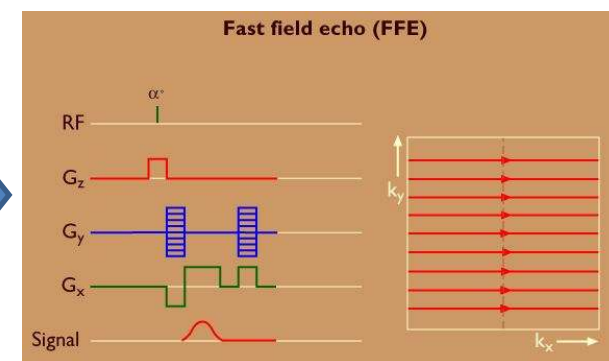 Fast field echo (FFE)
α°
RF
Gz
Gy
Gx
Signal
ky
kx